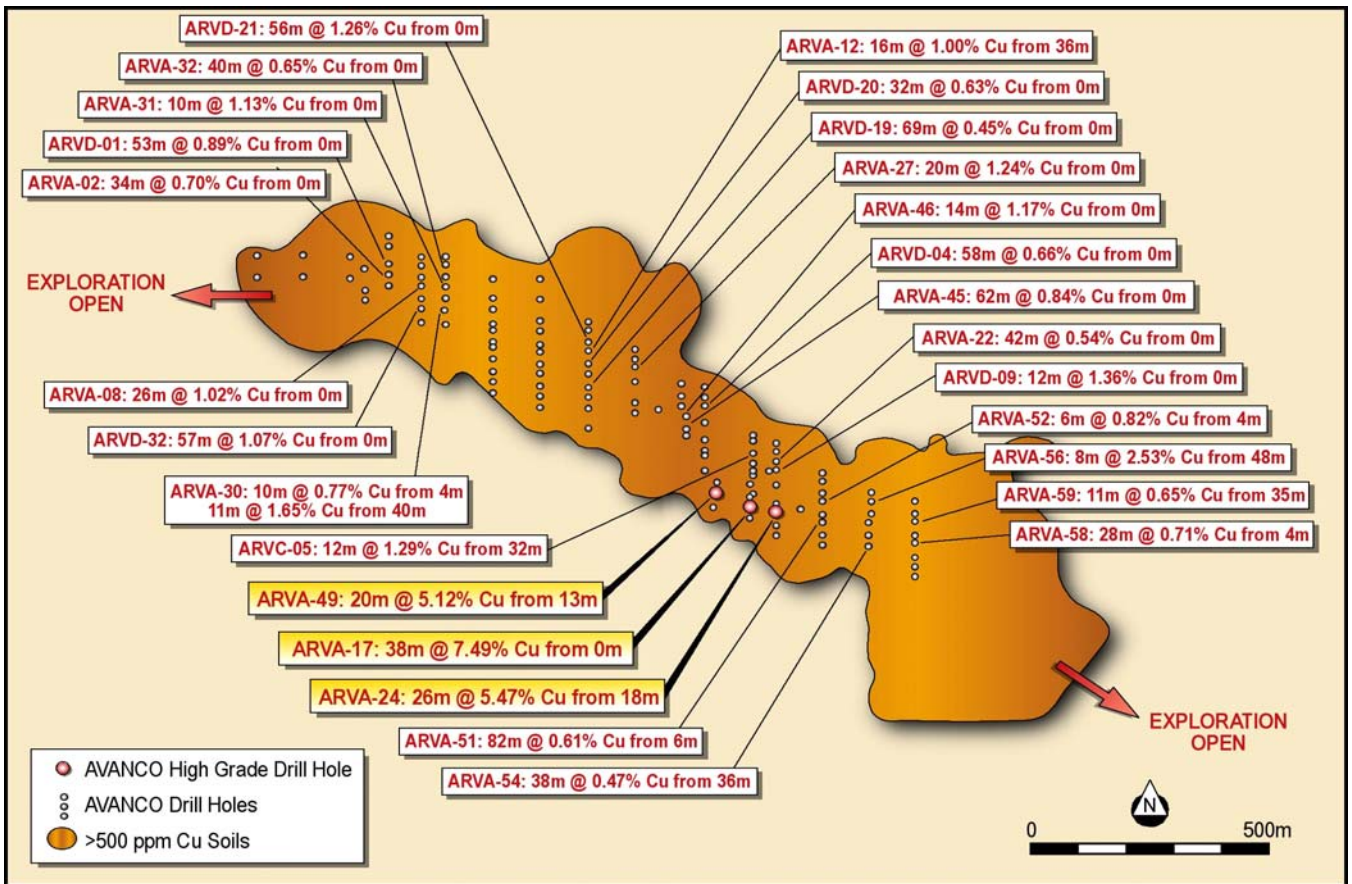 ARVD-21: 56m @ 1.26% Cu from 0m
ARVA-32: 40m @ 0.65% Cu from 0m
ARVA-31: 10m @ 1.13% Cu from 0m
ARVD-01: 53m @ 0.89% Cu from 0m
ARVA-02: 34m @ 0.70% Cu from 0m
ARVA-12: 16m @ 1.00% Cu from 36m
ARVD-20: 32m @ 0.63% Cu from 0m
ARVD-19: 69m @ 0.45% Cu from 0m
ARVA-27: 20m @ 1.24% Cu from 0m
ARVA-46: 14m @ 1.17% Cu from 0m
ARVD-04: 58m @ 0.66% Cu from 0m
ARVA-45: 62m @ 0.84% Cu from 0m
ARVA-22: 42m @ 0.54% Cu from 0m
ARVD-09: 12m @ 1.36% Cu from 0m
ARVA-52: 6m @ 0.82% Cu from 4m
ARVA-56: 8m @ 2.53% Cu from 48m
ARVA-59: 11m @ 0.65% Cu from 35m
ARVA-58: 28m @ 0.71% Cu from 4m
EXPLORATION
OPEN
ARVA-08: 26m @ 1.02% Cu from 0m
ARVD-32: 57m @ 1.07% Cu from 0m
ARVA-30: 10m @ 0.77% Cu from 4m
11m @ 1.65% Cu from 40m
ARVC-05: 12m @ 1.29% Cu from 32m
ARVA-49: 20m @ 5.12% Cu from 13m
ARVA-17: 38m @ 7.49% Cu from 0m
ARVA-24: 26m @ 5.47% Cu from 18m
ARVA-51: 82m @ 0.61% Cu from 6m
ARVA-54: 38m @ 0.47% Cu from 36m
EXPLORATION
OPEN
AVANCO High Grade Drill Hole
AVANCO Drill Holes
>500 ppm Cu Soils
N
0 500m